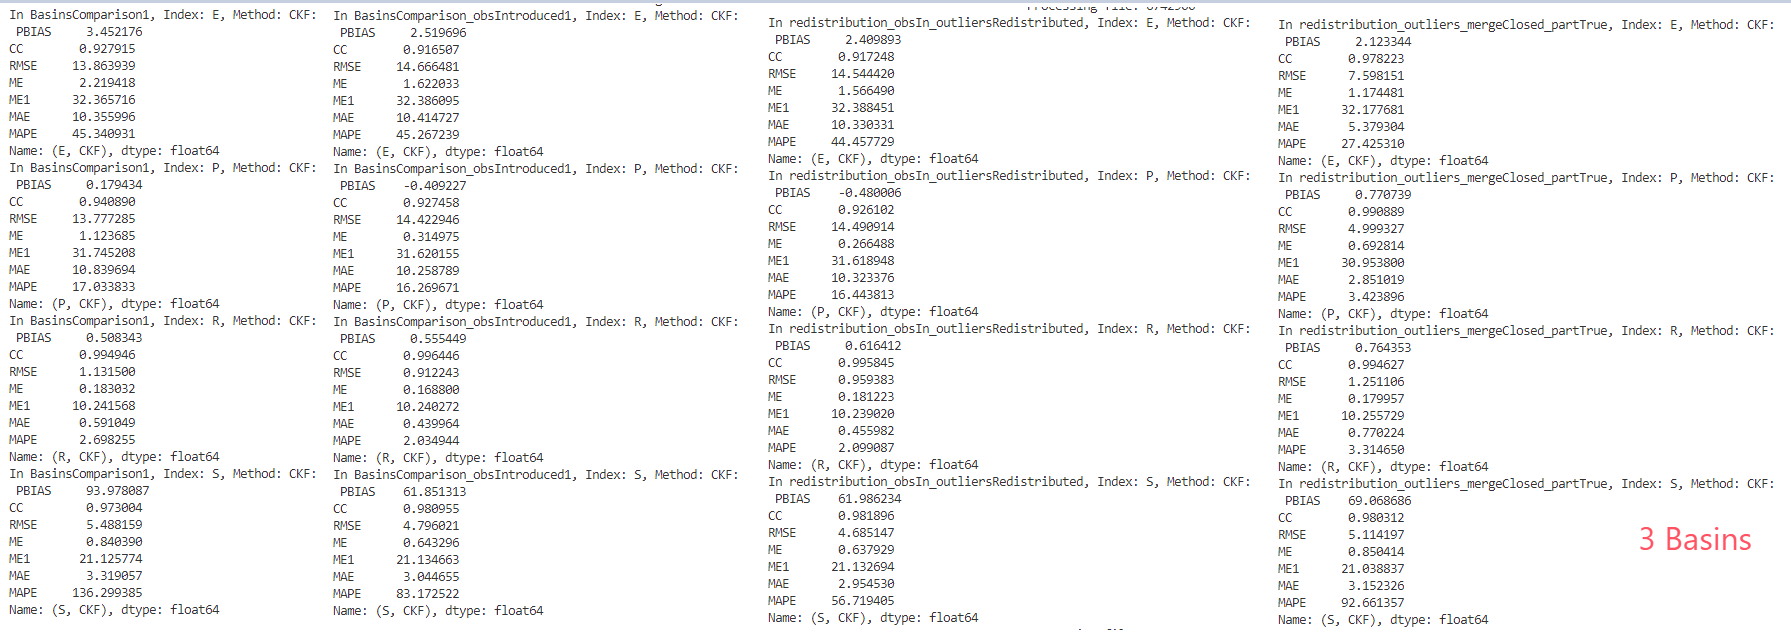 In BasinsComparison1, Index: E, Method: CKF:
PBIAS 3.452176
CC 0.927915
RMSE 13.863939
ME 2.219418
ME1 32.365716
MAE 10.355996
MAPE 45.340931
Name: (E, CKF), dtype: float64
In BasinsComparison1, Index: P, Method: CKF:
PBIAS 0.179434
CC 0.940890
RMSE 13.777285
ME 1.123685
ME1 31.745208
MAE 10.839694
MAPE 17.033833
Name: (P, CKF), dtype: float64
In BasinsComparison1, Index: R, Method: CKF:
PBIAS 0.508343
CC 0.994946
RMSE 1.131500
ME 0.183032
ME1 10.241568
MAE 0.591049
MAPE 2.698255
Name: (R, CKF), dtype: float64
In BasinsComparison1, Index: S, Method: CKF:
PBIAS 93.978087
CC 0.973004
RMSE 5.488159
ME 0.840390
ME1 21.125774
MAE 3.319057
MAPE 136.299385
Name: (S, CKF), dtype: float64
In BasinsComparison_obsIntroduced1, Index: E, Method: CKF:
PBIAS 2.519696
CC 0.916507
RMSE 14.666481
ME 1.622033
ME1 32.386095
MAE 10.414727
MAPE 45.267239
Name: (E, CKF), dtype: float64
In BasinsComparison_obsIntroduced1, Index: P, Method: CKF:
PBIAS -0.409227
CC 0.927458
RMSE 14.422946
ME 0.314975
ME1 31.620155
MAE 10.258789
MAPE 16.269671
Name: (P, CKF), dtype: float64
In BasinsComparison_obsIntroduced1, Index: R, Method: CKF:
PBIAS 0.555449
CC 0.996446
RMSE 0.912243
ME 0.168800
ME1 10.240272
MAE 0.439964
MAPE 2.034944
Name: (R, CKF), dtype: float64
In BasinsComparison_obsIntroduced1, Index: S, Method: CKF:
PBIAS 61.851313
CC 0.980955
RMSE 4.796021
ME 0.643296
ME1 21.134663
MAE 3.044655
MAPE 83.172522
Name: (S, CKF), dtype: float64
In redistribution_obsIn_outliersRedistributed, Index: E, Method: CKF:
PBIAS 2.409893
CC 0.917248
RMSE 14.544420
ME 1.566490
ME1 32.388451
MAE 10.330331
MAPE 44.457729
Name: (E, CKF), dtype: float64
In redistribution_obsIn_outliersRedistributed, Index: P, Method: CKF:
PBIAS -0.480006
CC 0.926102
RMSE 14.490914
ME 0.266488
ME1 31.618948
MAE 10.323376
MAPE 16.443813
Name: (P, CKF), dtype: float64
In redistribution_obsIn_outliersRedistributed, Index: R, Method: CKF:
PBIAS 0.616412
CC 0.995845
RMSE 0.959383
ME 0.181223
ME1 10.239020
MAE 0.455982
MAPE 2.099087
Name: (R, CKF), dtype: float64
In redistribution_obsIn_outliersRedistributed, Index: S, Method: CKF:
PBIAS 61.986234
CC 0.981896
RMSE 4.685147
ME 0.637929
ME1 21.132694
MAE 2.954530
MAPE 56.719405
Name: (S, CKF), dtype: float64
In redistribution_outliers_mergeClosed_partTrue, Index: E, Method: CKF:
PBIAS 2.123344
CC 0.978223
RMSE 7.598151
ME 1.174481
ME1 32.177681
MAE 5.379304
MAPE 27.425310
Name: (E, CKF), dtype: float64
In redistribution_outliers_mergeClosed_partTrue, Index: P, Method: CKF:
PBIAS 0.770739
CC 0.990889
RMSE 4.999327
ME 0.692814
ME1 30.953800
MAE 2.851019
MAPE 3.423896
Name: (P, CKF), dtype: float64
In redistribution_outliers_mergeClosed_partTrue, Index: R, Method: CKF:
PBIAS 0.764353
CC 0.994627
RMSE 1.251106
ME 0.179957
ME1 10.255729
MAE 0.770224
MAPE 3.314650
Name: (R, CKF), dtype: float64
In redistribution_outliers_mergeClosed_partTrue, Index: S, Method: CKF:
PBIAS 69.068686
CC 0.980312
RMSE 5.114197
ME 0.850414
ME1 21.038837
MAE 3.152326
MAPE 92.661357
Name: (S, CKF), dtype: float64
3 Basins